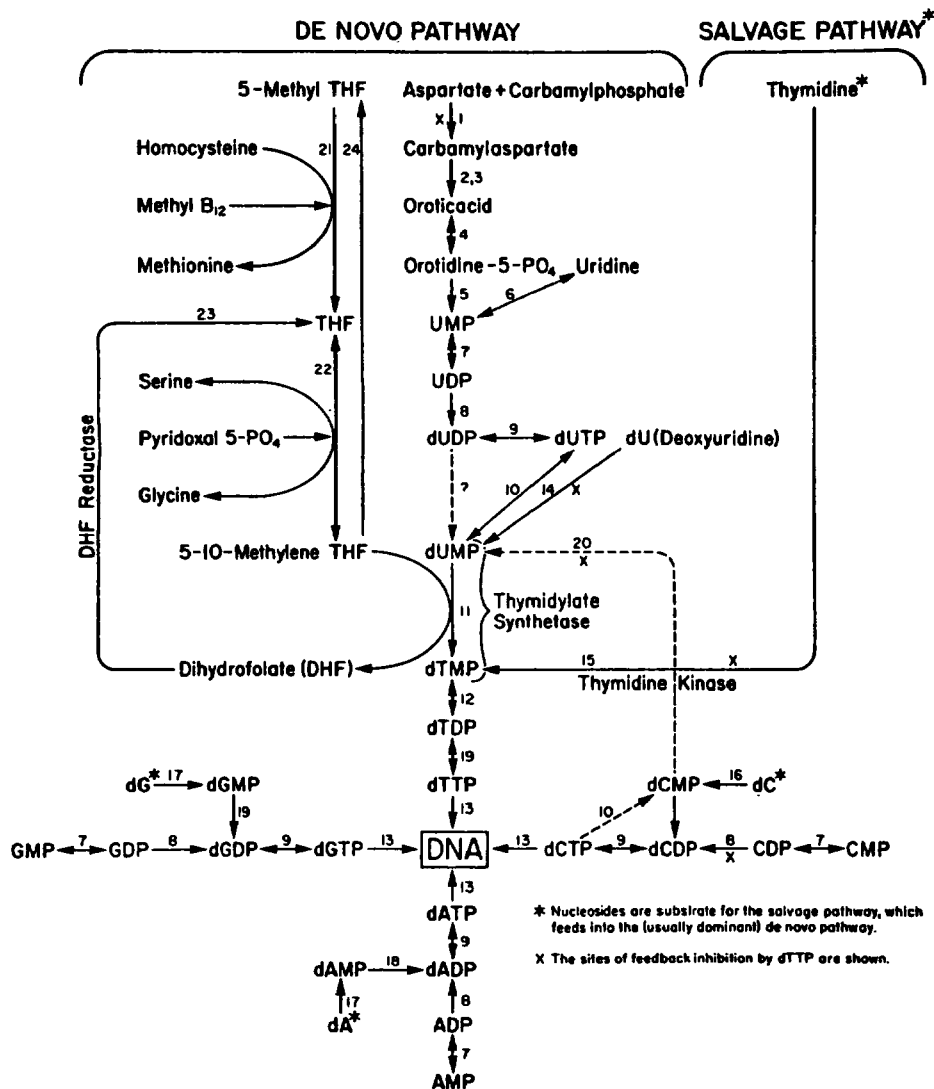 DE NOVO PATHWAY
SALVAGE PATHWAY*
5-Methyl THF
Aspartate + Carbamylphosphate
Thymidine*
X 1
Homocysteine
21 24
Carbamylaspartate
2,3
Methyl B12
Oroticacid
4
Methionine
Orotidine-5-PO4
Uridine
5
6
23
THF
UMP
7
22
Serine
UDP
8
Pyridoxal 5-PO4
dUDP
9
dUTP
dU (Deoxyuridine)
DHF Reductase
?
10
14
X
Glycine
5-10-Methylene THF
dUMP
20
X
11
Thymidylate
Synthetase
Dihydrofolate (DHF)
dTMP
15
X
Thymidine Kinase
12
dTDP
19
dG* 17 dGMP
dTTP
dCMP 16 dC*
19
13
10
GMP 7 GDP 8 dGDP 9 dGTP 13 DNA 13 dCTP 9 dCDP 8 CDP 7 CMP
X
13
dATP
* Nucleosides are substrate for the salvage pathway, which
feeds into the (usually dominant) de novo pathway.
9
dAMP 18 dADP
X The sites of feedback inhibition by dTTP are shown.
17
8
dA*
ADP
7
AMP